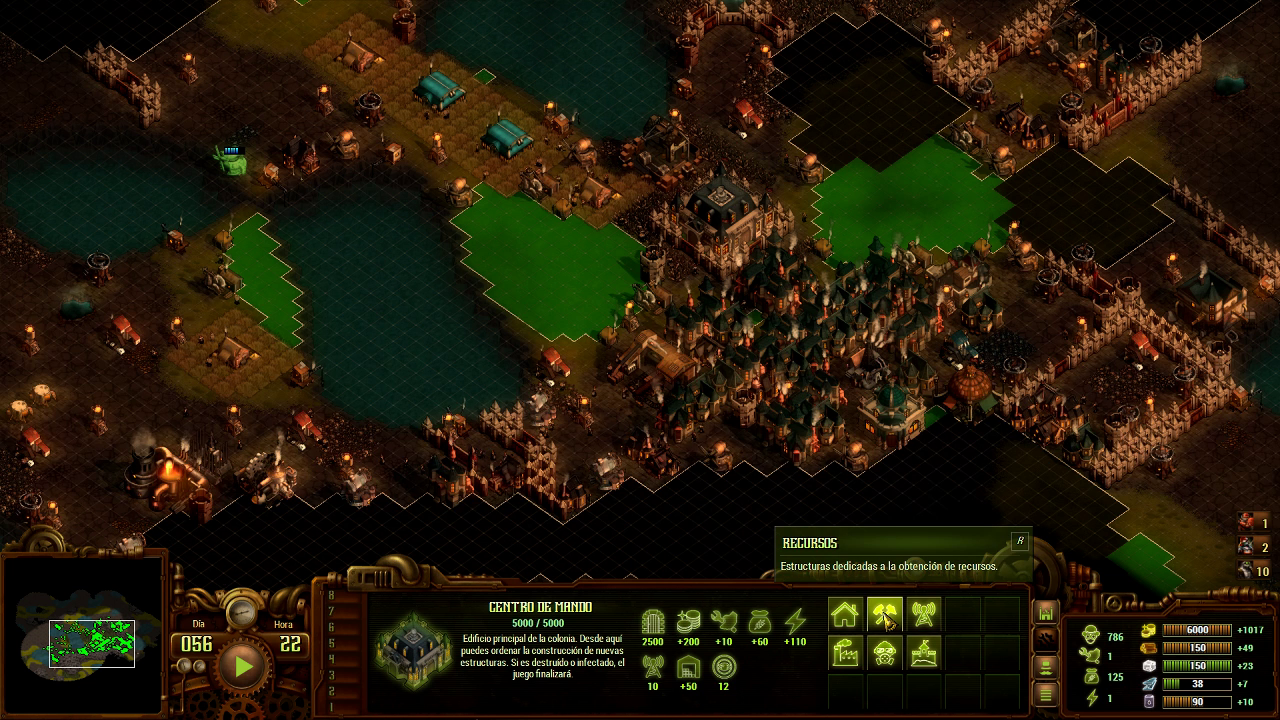 RECURSOS
R
Estructuras dedicadas a la obtención de recursos.
1
2
10
8
7
6
5
4
3
2
1
CENTRO DE MANDO
5000 / 5000
Edificio principal de la colonia. Desde aquí
puedes ordenar la construcción de nuevas
estructuras. Si es destruido o infectado, el
juego finalizará.
2500 +200 +10 +60 +110
10 +50 12
Día
Hora
056
22
786
1
125
1
6000 +1017
150 +49
150 +23
38 +7
90 +10